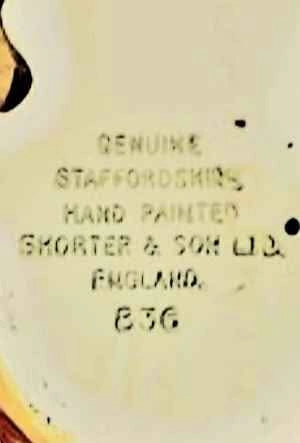 GENUINE
STAFFORDSHIRE
HAND PAINTED
SHORTER & SON LTD.
ENGLAND.
836